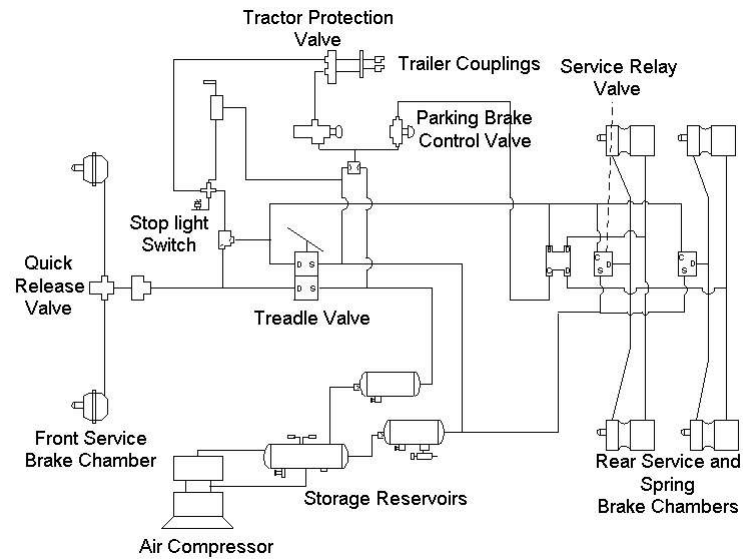 Tractor Protection
Valve
Trailer Couplings
Service Relay
Valve
Parking Brake
Control Valve
Stop light
Switch
Quick
Release
Valve
D S
D S
Treadle Valve
C
D
S
C
D
S
Front Service
Brake Chamber
Storage Reservoirs
Rear Service and
Spring
Brake Chambers
Air Compressor